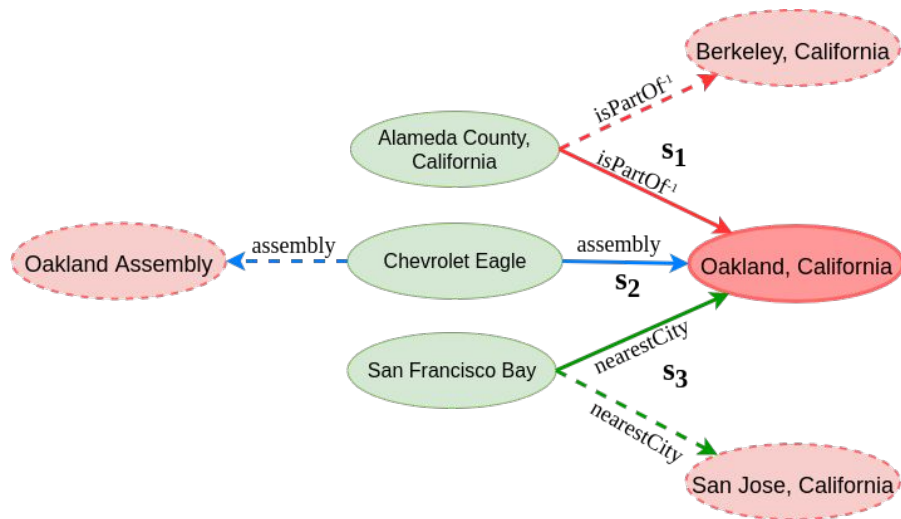 Berkeley, California
isPartOf-1
Alameda County,
California
s1
isPartOf-1
assembly
assembly
Oakland Assembly
Chevrolet Eagle
Oakland, California
s2
nearestCity
San Francisco Bay
s3
nearestCity
San Jose, California